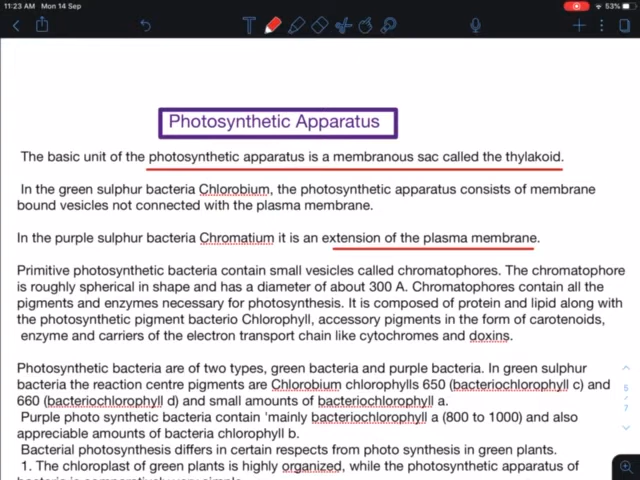 11:23 AM Mon 14 Sep
53%
Photosynthetic Apparatus
The basic unit of the photosynthetic apparatus is a membranous sac called the thylakoid.
In the green sulphur bacteria Chlorobium, the photosynthetic apparatus consists of membrane
bound vesicles not connected with the plasma membrane.
In the purple sulphur bacteria Chromatium it is an extension of the plasma membrane.
Primitive photosynthetic bacteria contain small vesicles called chromatophores. The chromatophore
is roughly spherical in shape and has a diameter of about 300 A. Chromatophores contain all the
pigments and enzymes necessary for photosynthesis. It is composed of protein and lipid along with
the photosynthetic pigment bacterio Chlorophyll, accessory pigments in the form of carotenoids,
enzyme and carriers of the electron transport chain like cytochromes and doxins.
Photosynthetic bacteria are of two types, green bacteria and purple bacteria. In green sulphur
bacteria the reaction centre pigments are Chlorobium chlorophylls 650 (bacteriochlorophyll c) and
660 (bacteriochlorophyll d) and small amounts of bacteriochlorophyll a.
Purple photo synthetic bacteria contain 'mainly bacteriochlorophyll a (800 to 1000) and also
appreciable amounts of bacteria chlorophyll b.
Bacterial photosynthesis differs in certain respects from photo synthesis in green plants.
1. The chloroplast of green plants is highly organized, while the photosynthetic apparatus of
bacteria is comparatively very simple
5
7